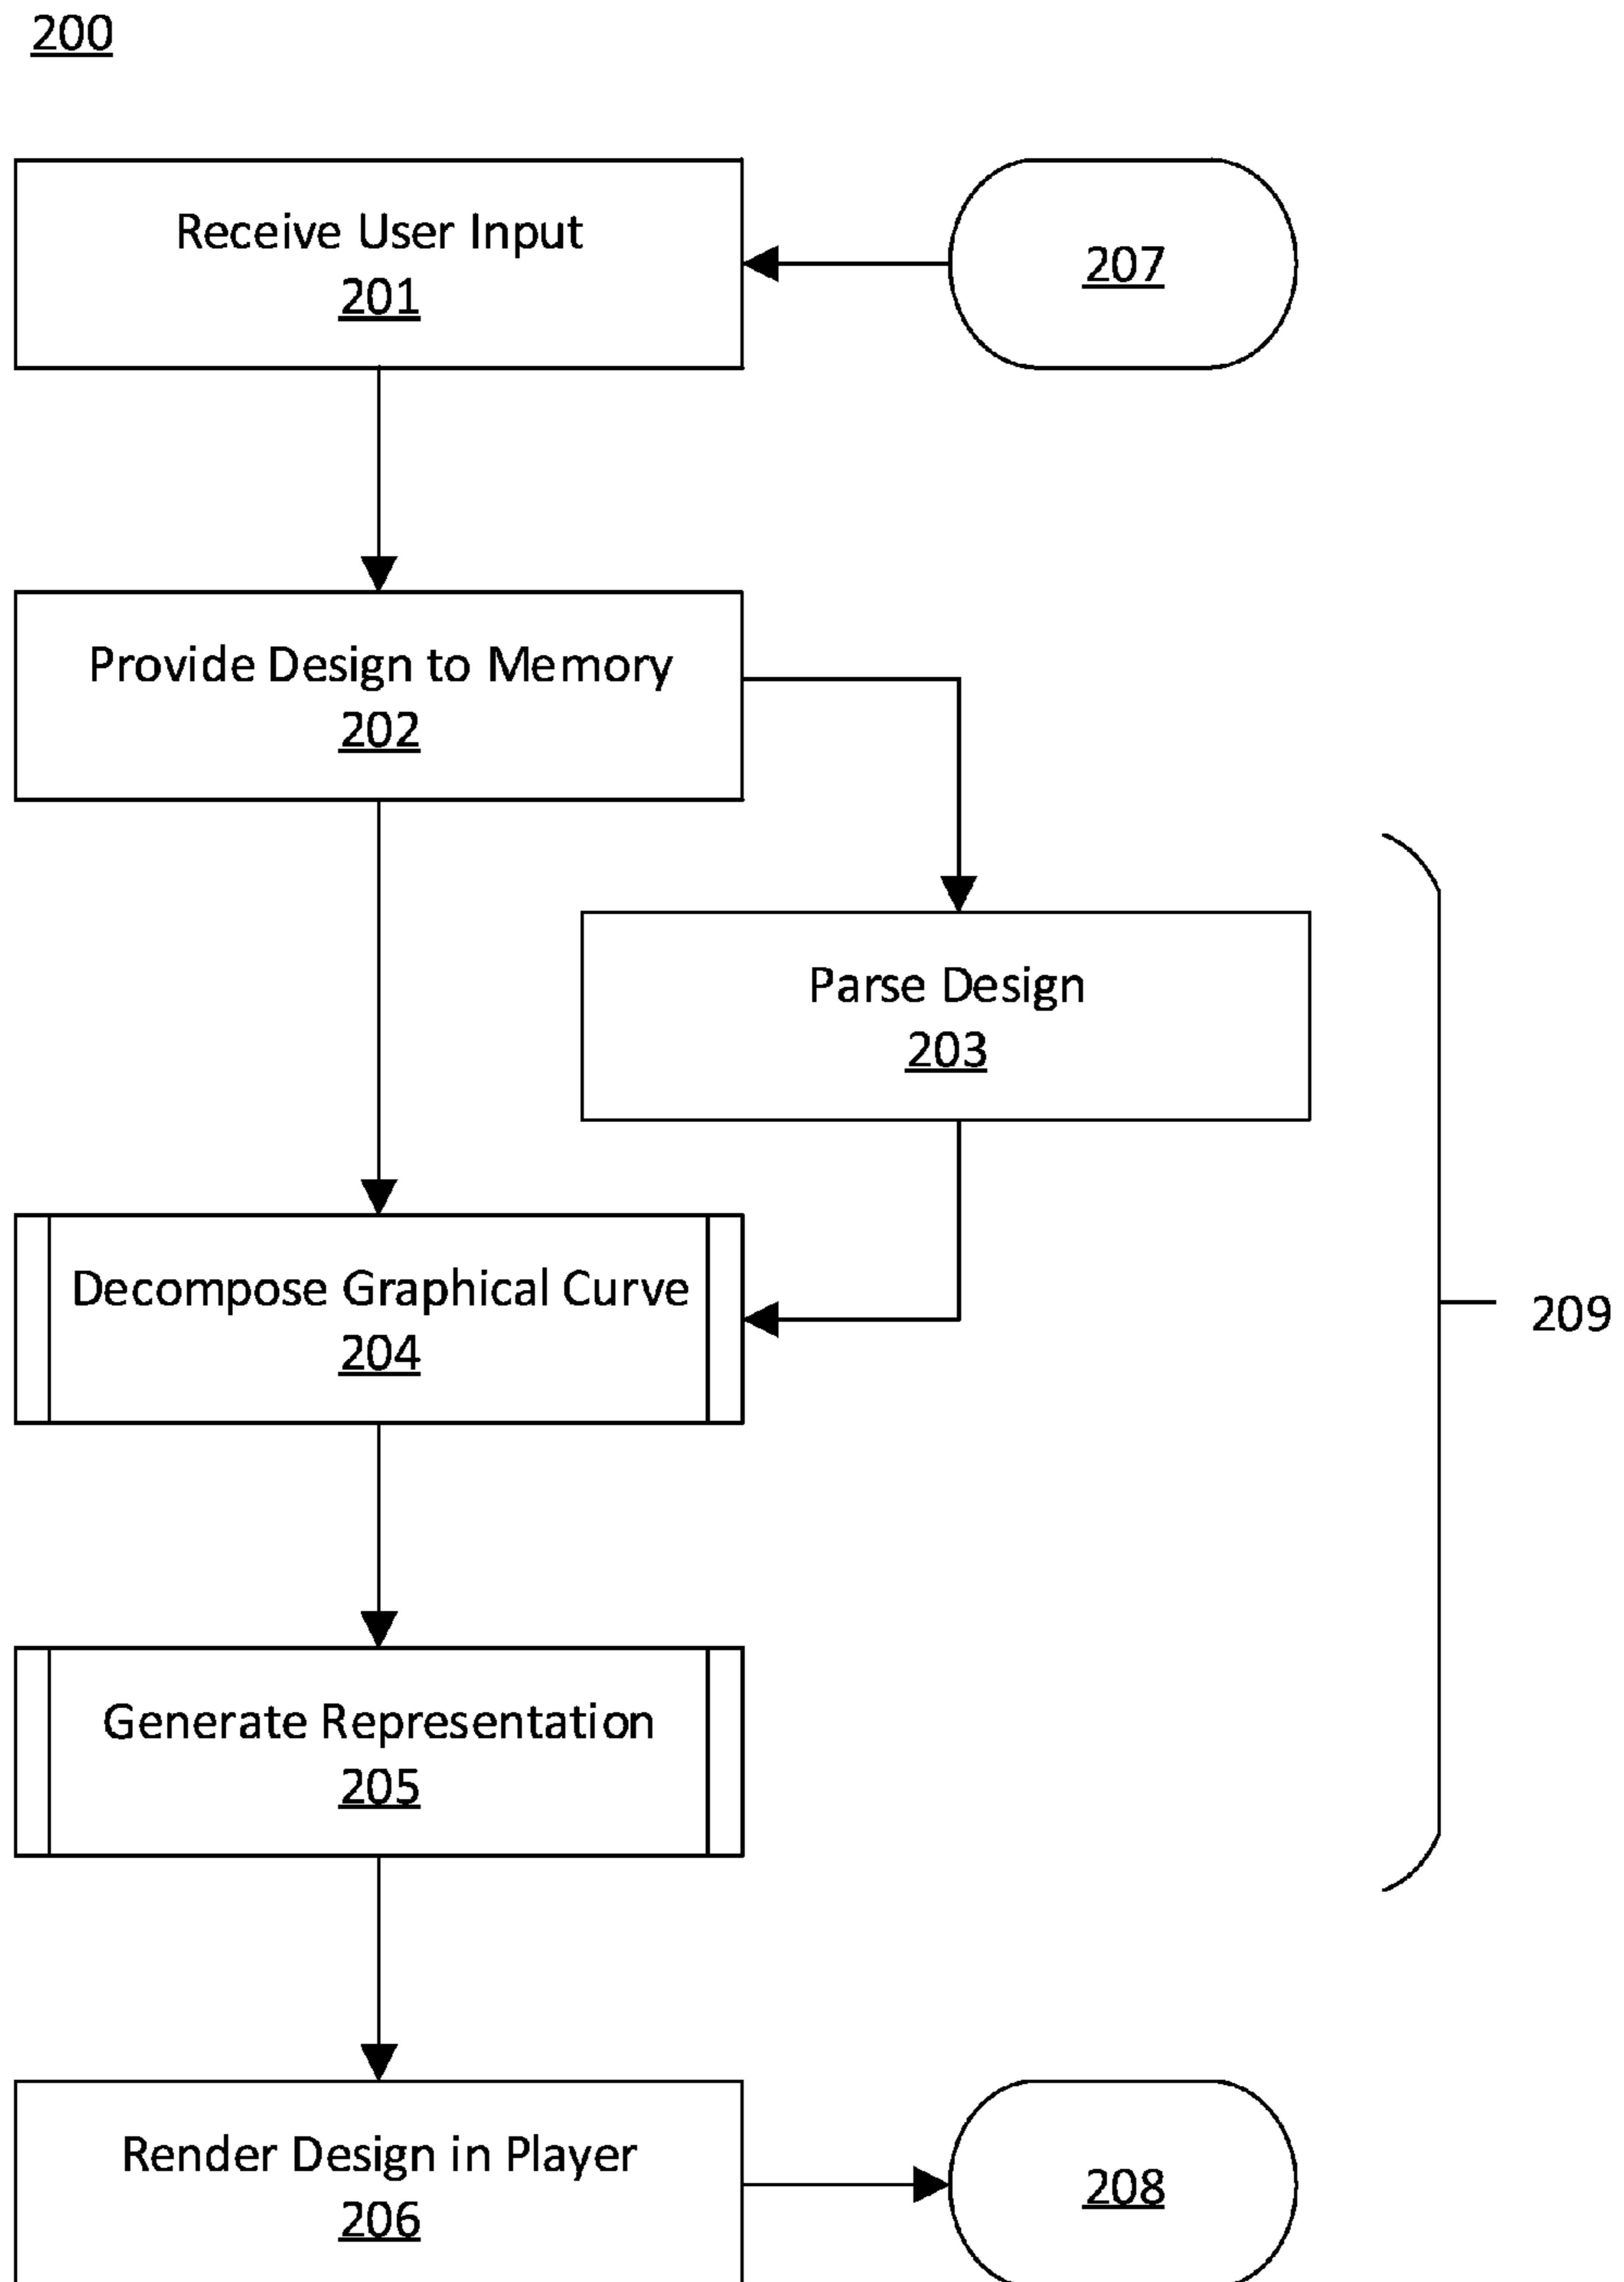 200
Receive User Input
201
207
Provide Design to Memory
202
Parse Design
203
Decompose Graphical Curve
204
209
Generate Representation
205
Render Design in Player
206
208